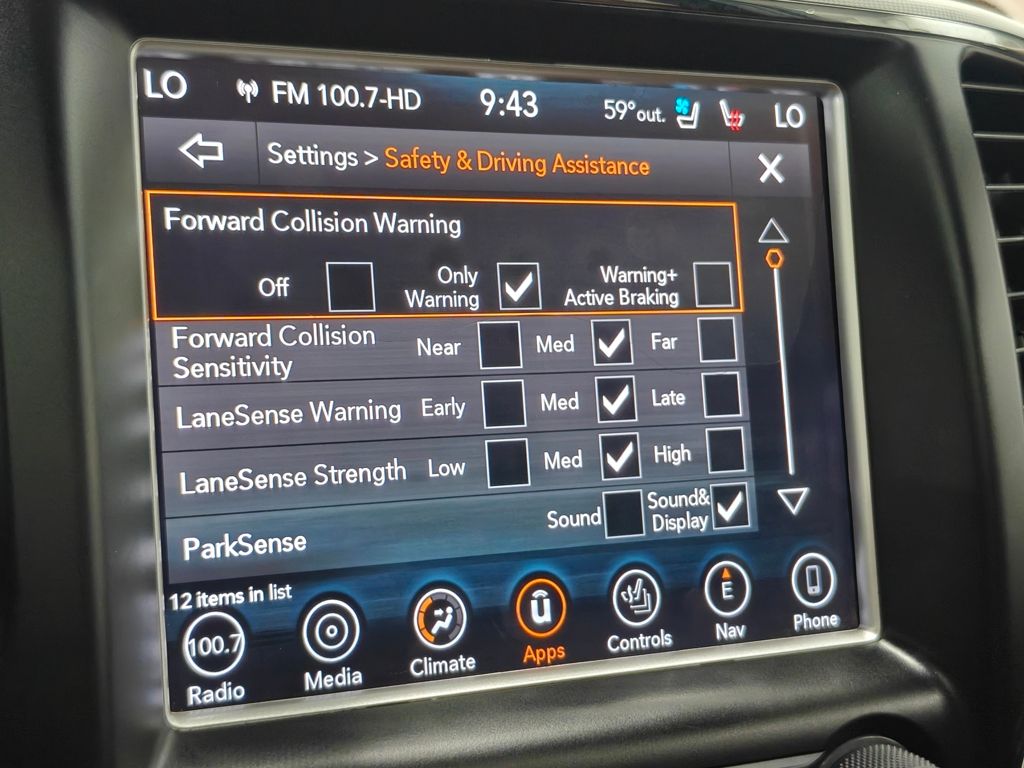 LO FM 100.7-HD 9:43 59°out. LO
Settings > Safety & Driving Assistance X
Forward Collision Warning
Off Only Warning Warning+ Active Braking
Forward Collision Sensitivity Near Med Far
LaneSense Warning Early Med Late
LaneSense Strength Low Med High
ParkSense Sound Sound& Display
12 items in list
100.7 E
Radio Media Climate Apps Controls Nav Phone